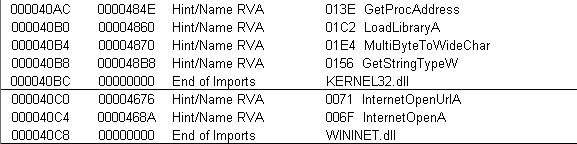 000040AC 0000484E Hint/Name RVA 013E GetProcAddress
000040B0 00004860 Hint/Name RVA 01C2 LoadLibraryA
000040B4 00004870 Hint/Name RVA 01E4 MultiByteToWideChar
000040B8 000048B8 Hint/Name RVA 0156 GetStringTypeW
000040BC 00000000 End of Imports KERNEL32.dll
000040C0 00004676 Hint/Name RVA 0071 InternetOpenUrlA
000040C4 0000468A Hint/Name RVA 006F InternetOpenA
000040C8 00000000 End of Imports WININET.dll